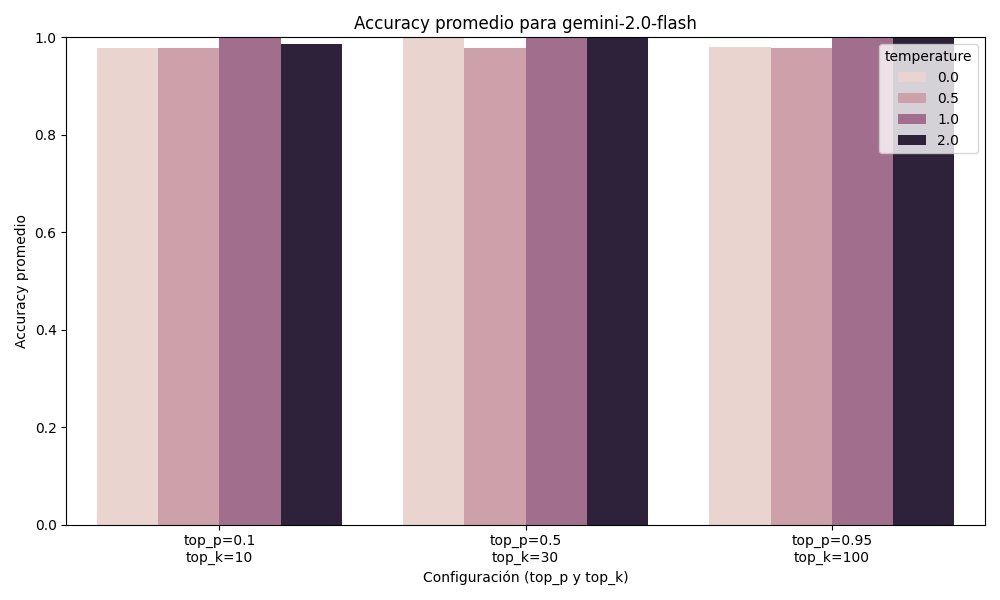 Accuracy promedio para gemini-2.0-flash
Accuracy promedio
1.0
0.8
0.6
0.4
0.2
0.0
temperature
0.0
0.5
1.0
2.0
top_p=0.1
top_k=10
top_p=0.5
top_k=30
top_p=0.95
top_k=100
Configuración (top_p y top_k)